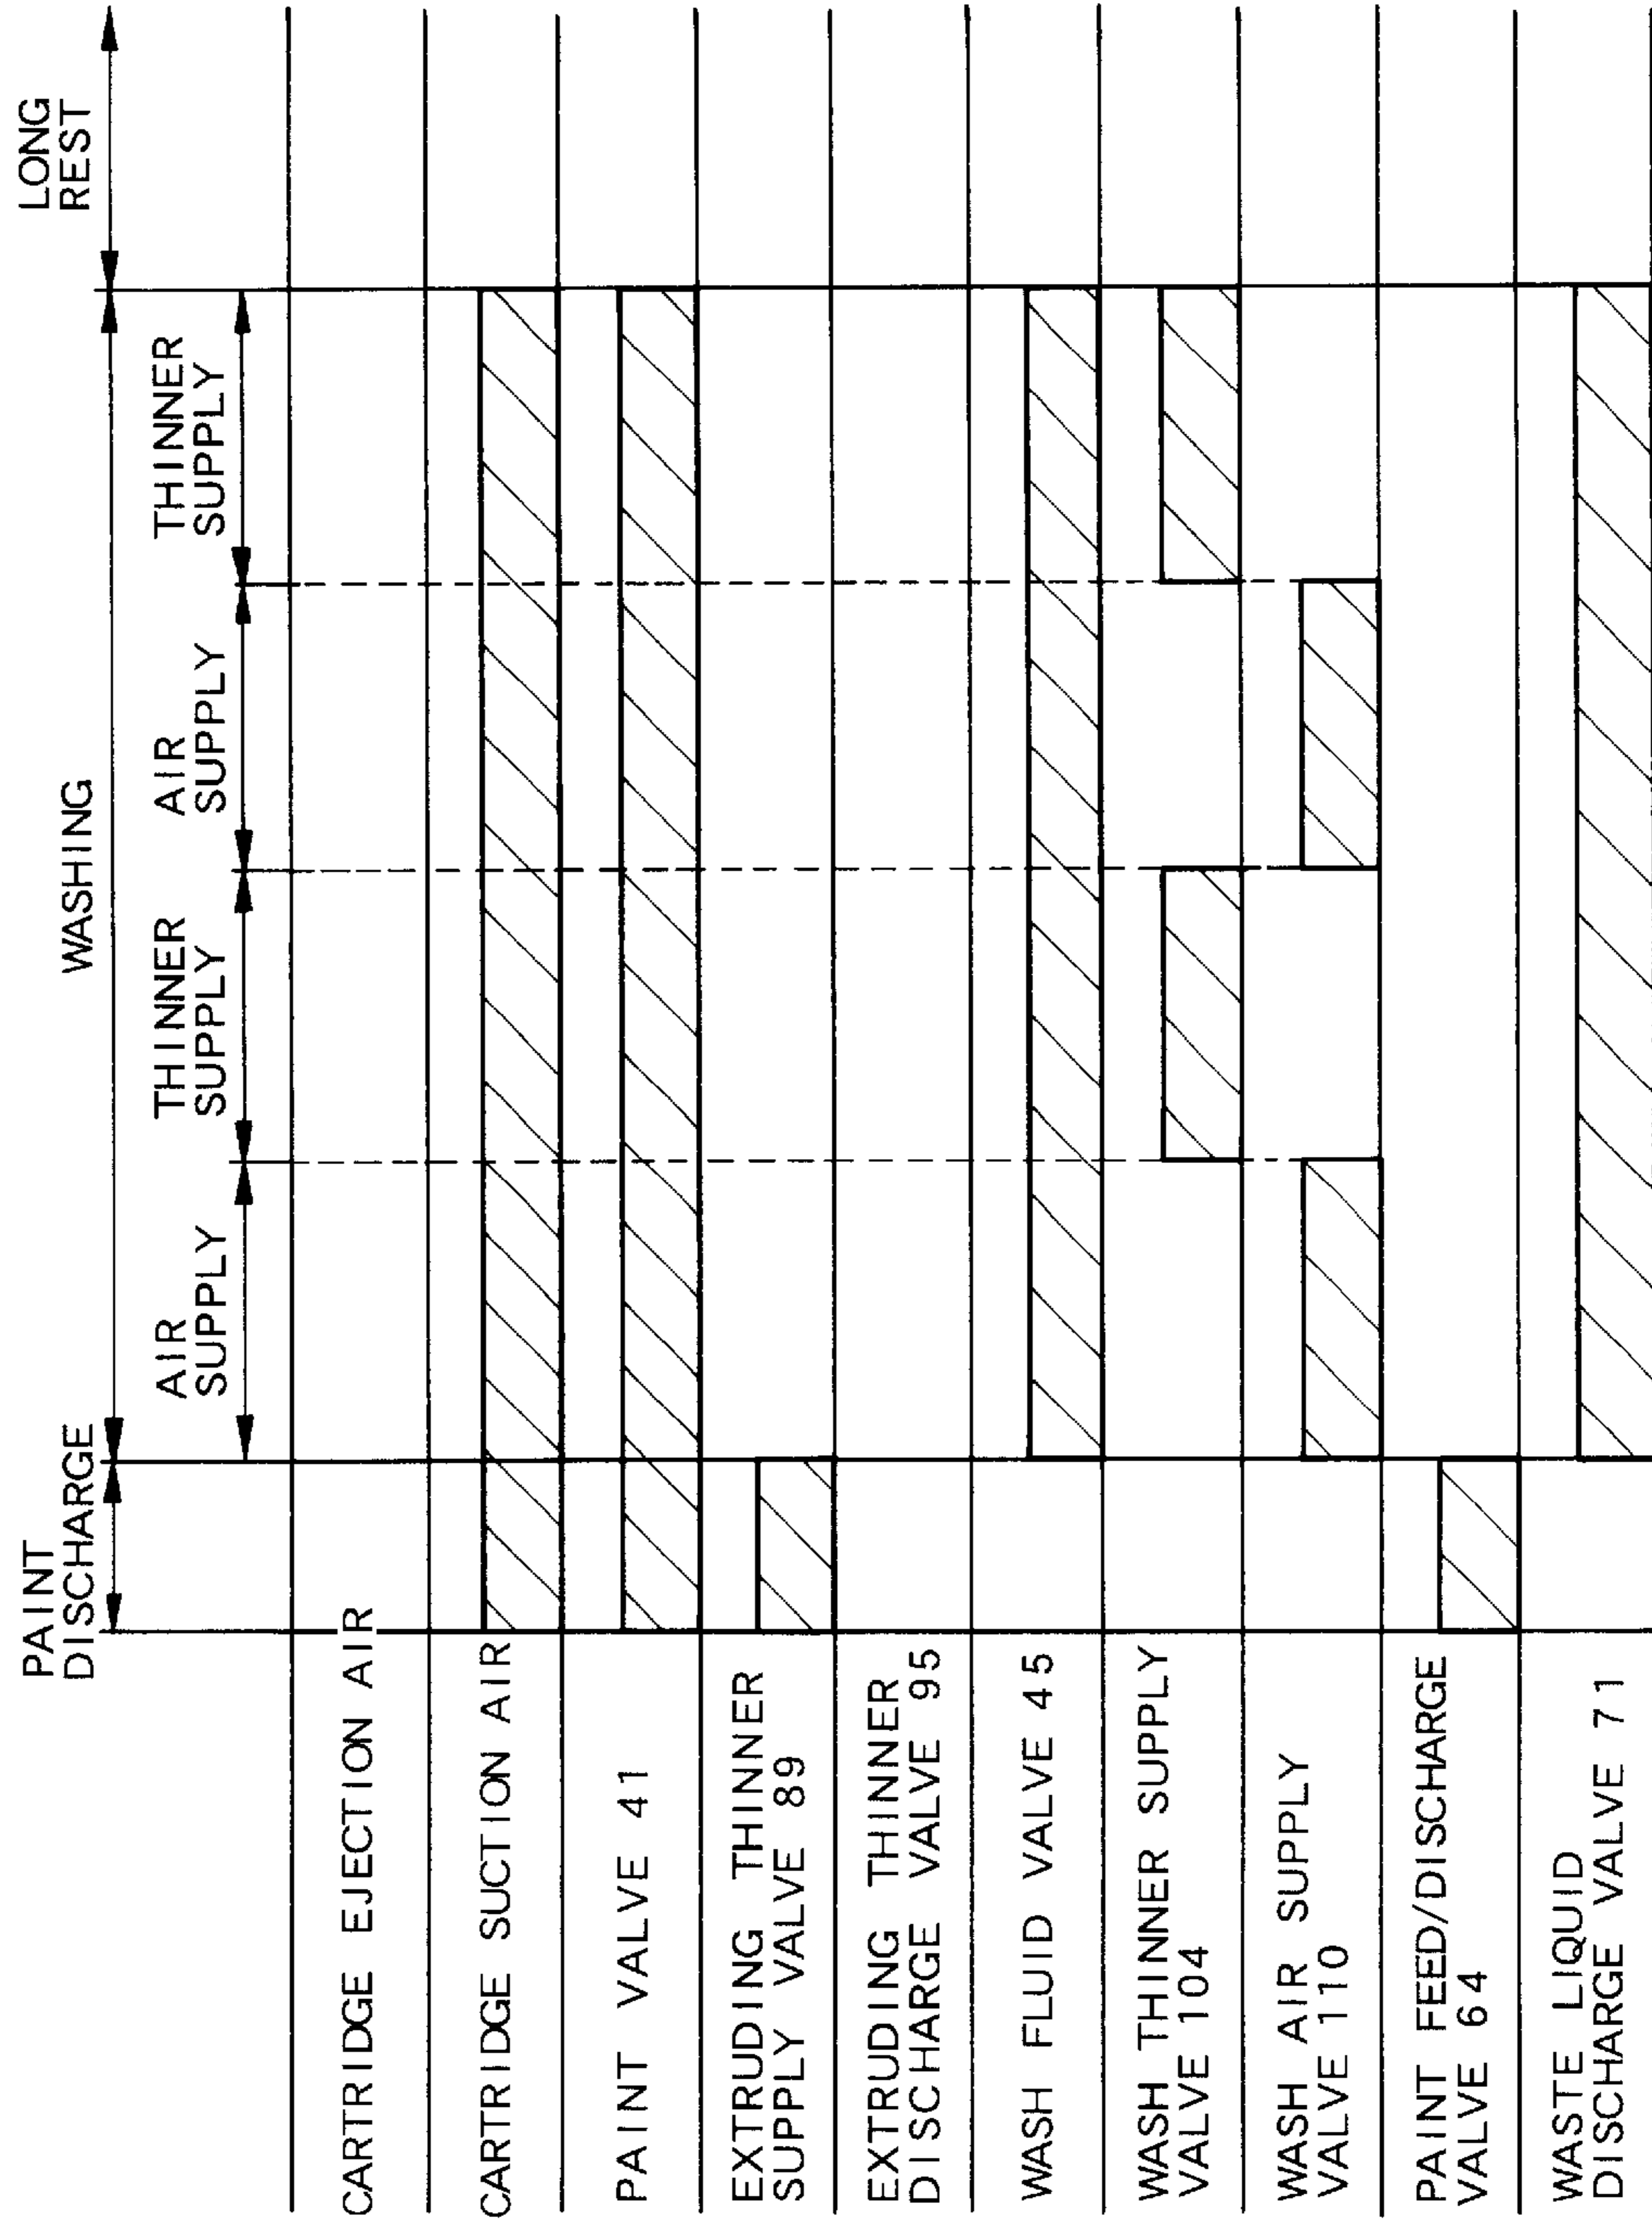 PAINT
DISCHARGE
WASHING
LONG
REST
AIR
SUPPLY
THINNER
SUPPLY
AIR
SUPPLY
THINNER
SUPPLY
CARTRIDGE EJECTION AIR
CARTRIDGE SUCTION AIR
PAINT VALVE 41
EXTRUDING THINNER
SUPPLY VALVE 89
EXTRUDING THINNER
DISCHARGE VALVE 95
WASH FLUID VALVE 45
WASH THINNER SUPPLY
VALVE 104
WASH AIR SUPPLY
VALVE 110
PAINT FEED/DISCHARGE
VALVE 64
WASTE LIQUID
DISCHARGE VALVE 71